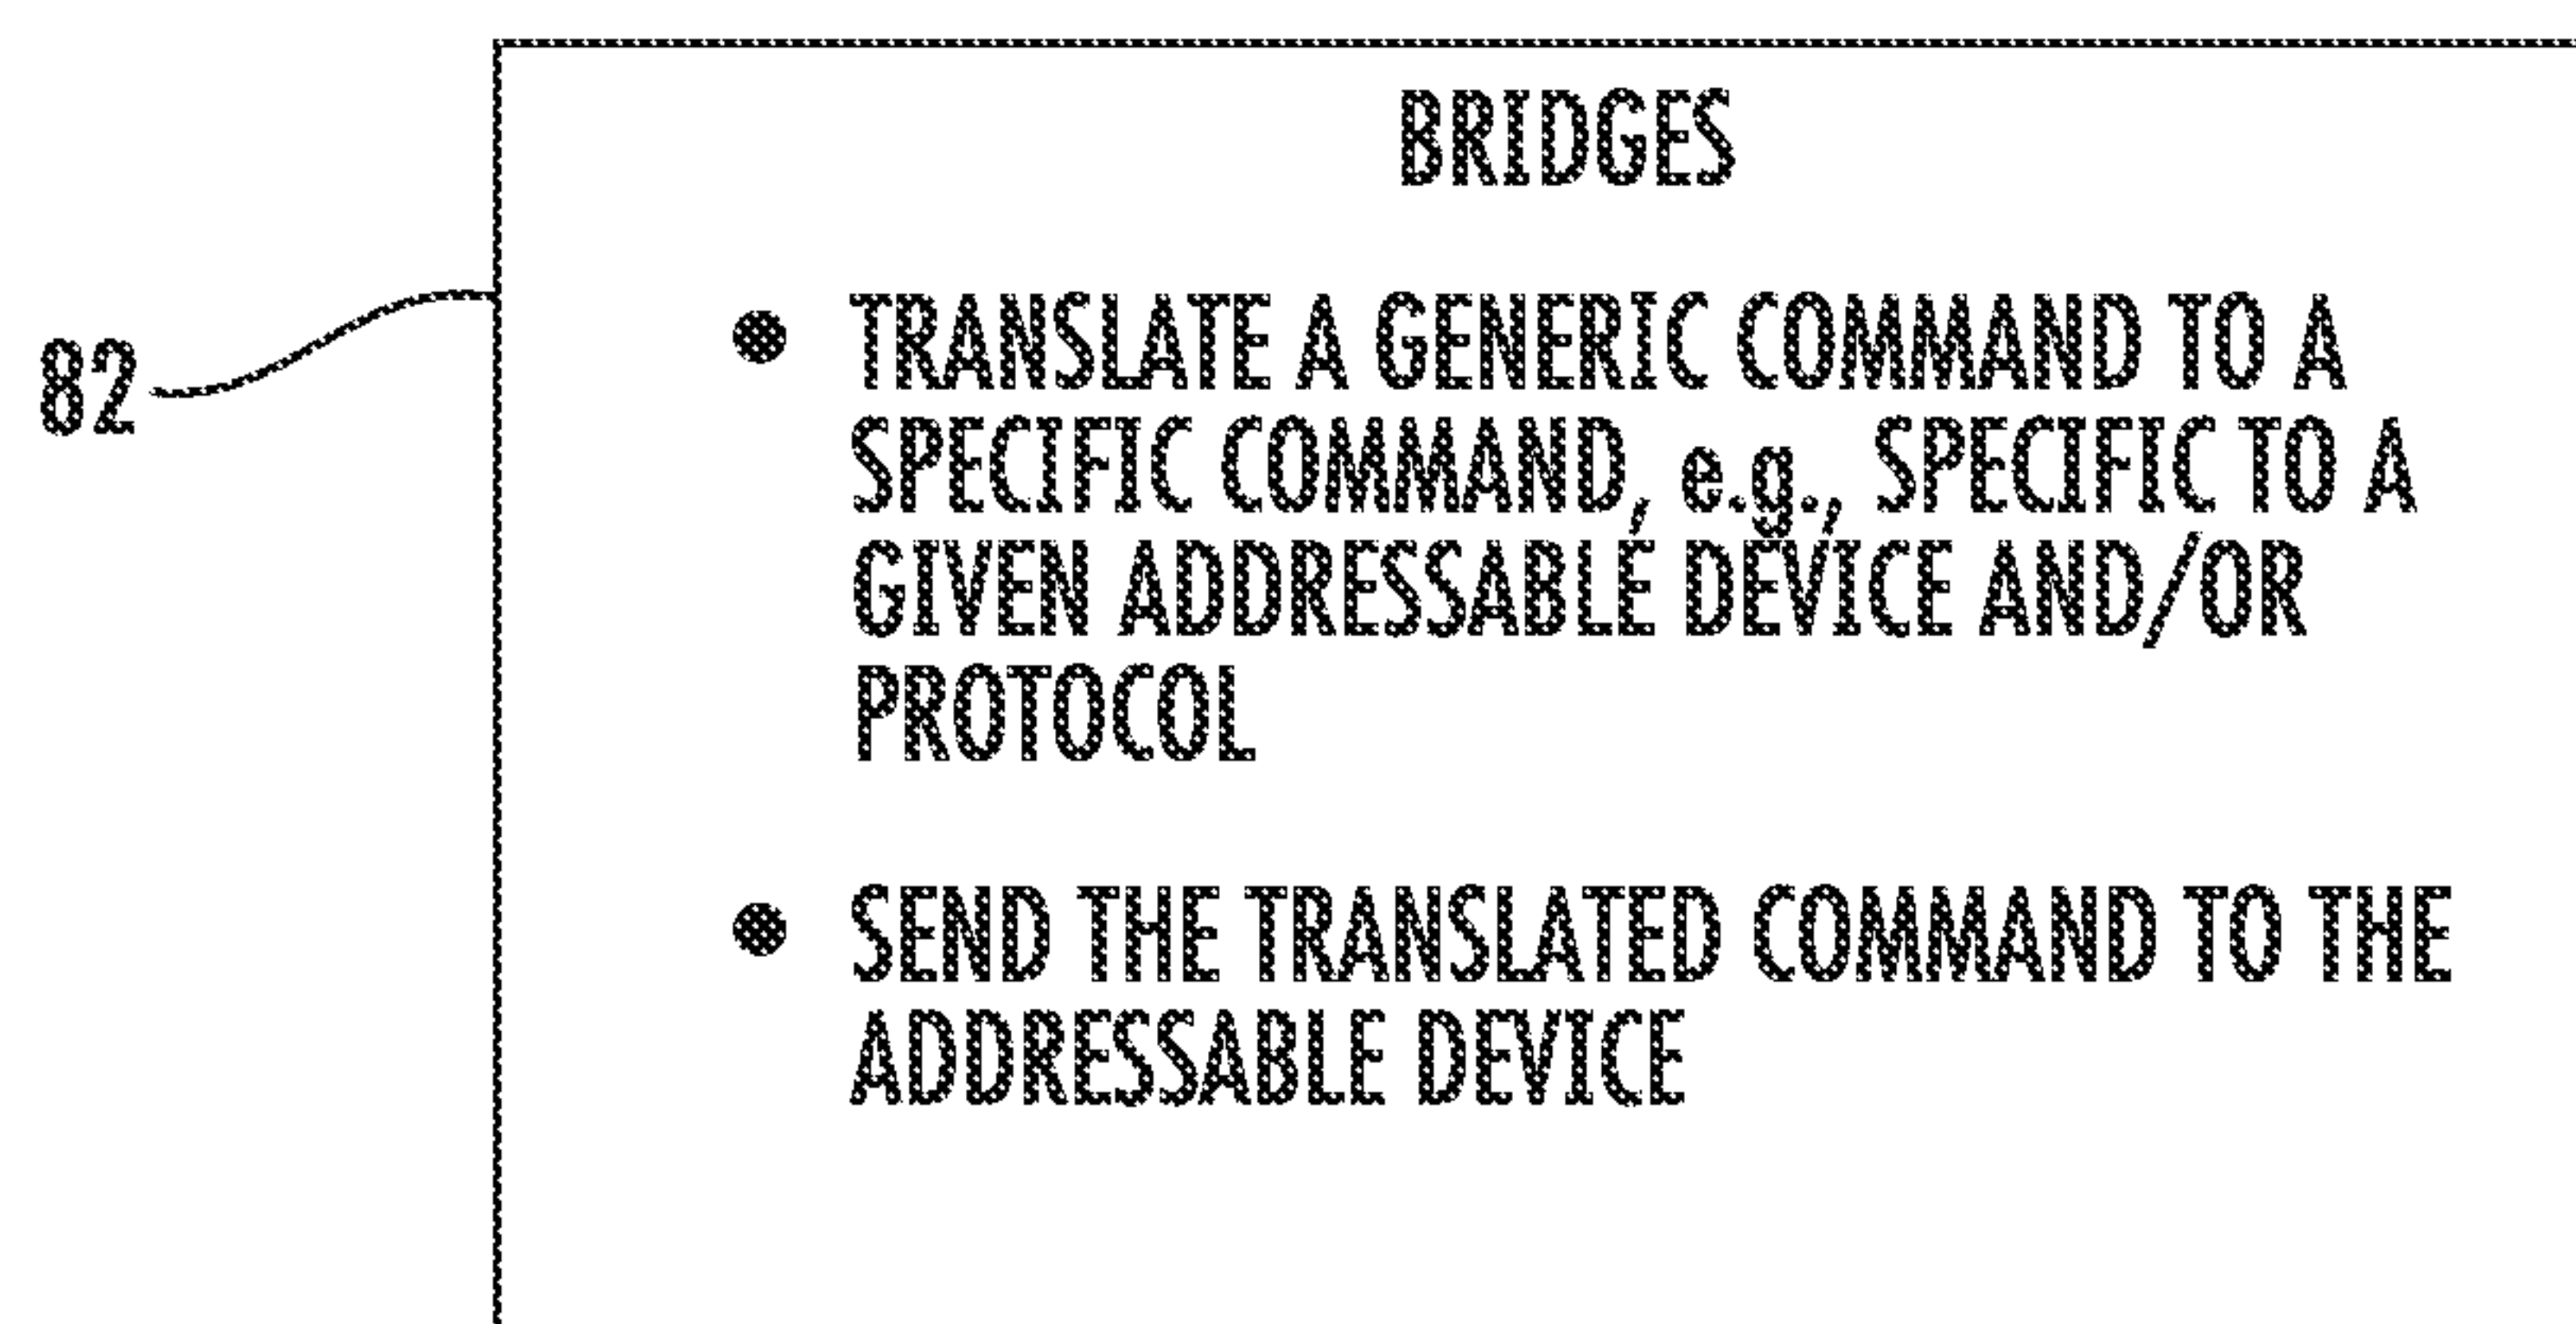 BRIDGES
● TRANSLATE A GENERIC COMMAND TO A
82
SPECIFIC COMMAND, e.g., SPECIFIC TO A
GIVEN ADDRESSABLE DEVICE AND/OR
PROTOCOL
● SEND THE TRANSLATED COMMAND TO THE
ADDRESSABLE DEVICE